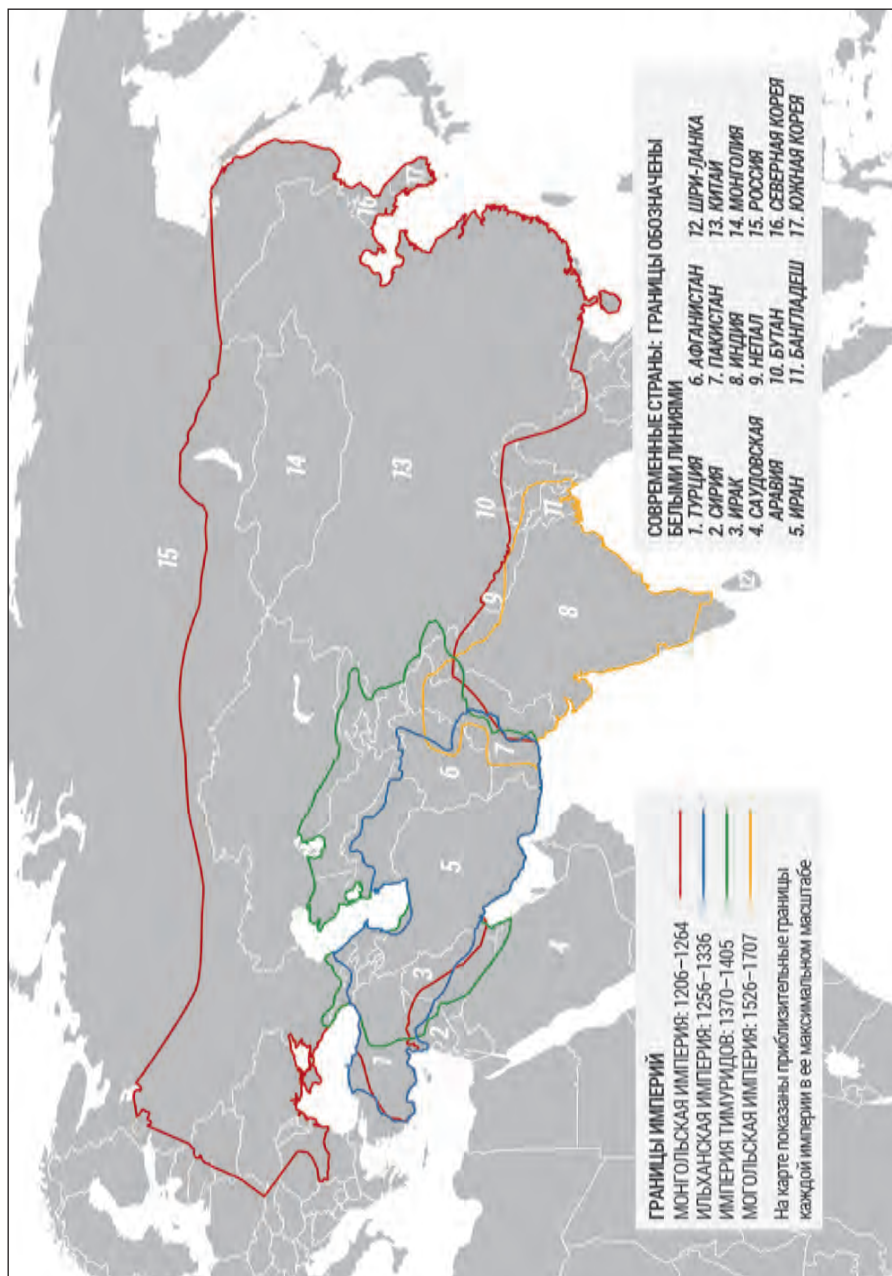 15
14
13
16
17
10
9
11
8
12
7
6
5
3
1
2
4
ГРАНИЦЫ ИМПЕРИЙ
МОНГОЛЬСКАЯ ИМПЕРИЯ: 1206–1264
ИЛЬХАНСКАЯ ИМПЕРИЯ: 1256–1336
ИМПЕРИЯ ТИМУРИДОВ: 1370–1405
МОГОЛЬСКАЯ ИМПЕРИЯ: 1526–1707
На карте показаны приблизительные границы
каждой империи в ее максимальном масштабе
СОВРЕМЕННЫЕ СТРАНЫ: ГРАНИЦЫ ОБОЗНАЧЕНЫ
БЕЛЫМИ ЛИНИЯМИ
1. ТУРЦИЯ
2. СИРИЯ
3. ИРАК
4. САУДОВСКАЯ
АРАВИЯ
5. ИРАН
6. АФГАНИСТАН
7. ПАКИСТАН
8. ИНДИЯ
9. НЕПАЛ
10. БУТАН
11. БАНГЛАДЕШ
12. ШРИ-ЛАНКА
13. КИТАЙ
14. МОНГОЛИЯ
15. РОССИЯ
16. СЕВЕРНАЯ КОРЕЯ
17. ЮЖНАЯ КОРЕЯ